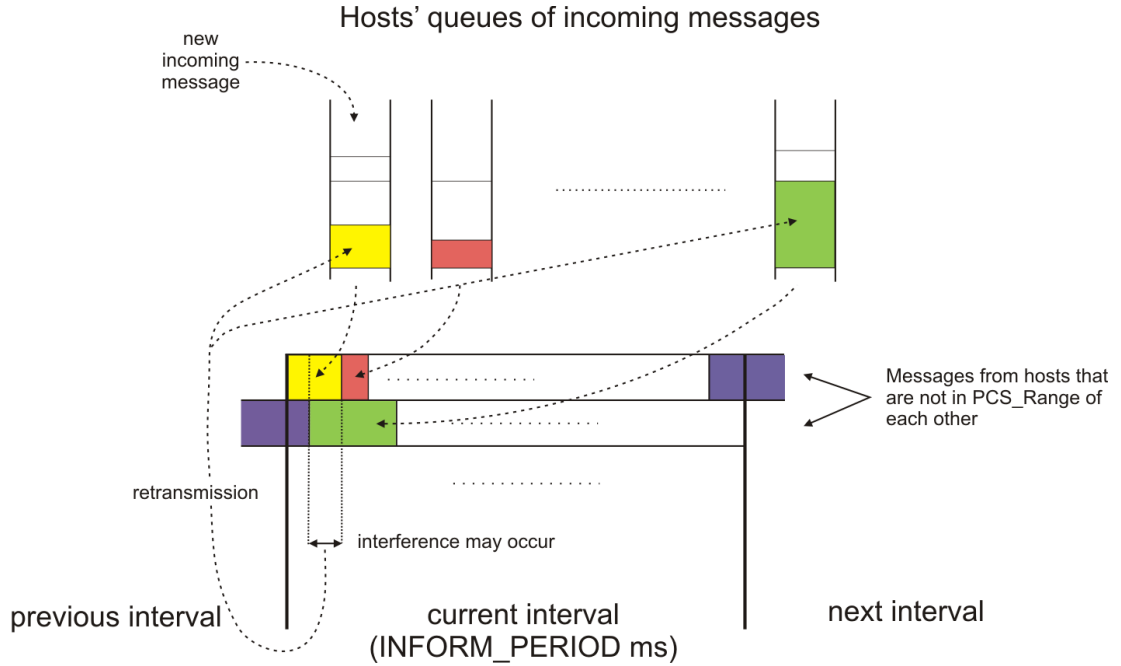 Hosts' queues of incoming messages
new
incoming
message
Messages from hosts that
are not in PCS_Range of
each other
retransmission
interference may occur
previous interval
current interval
(INFORM_PERIOD ms)
next interval